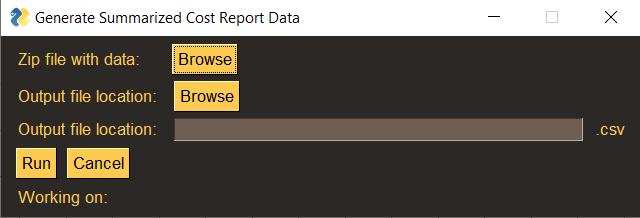 Generate Summarized Cost Report Data
Zip file with data: Browse
Output file location: Browse
Output file location: .csv
Run Cancel
Working on: